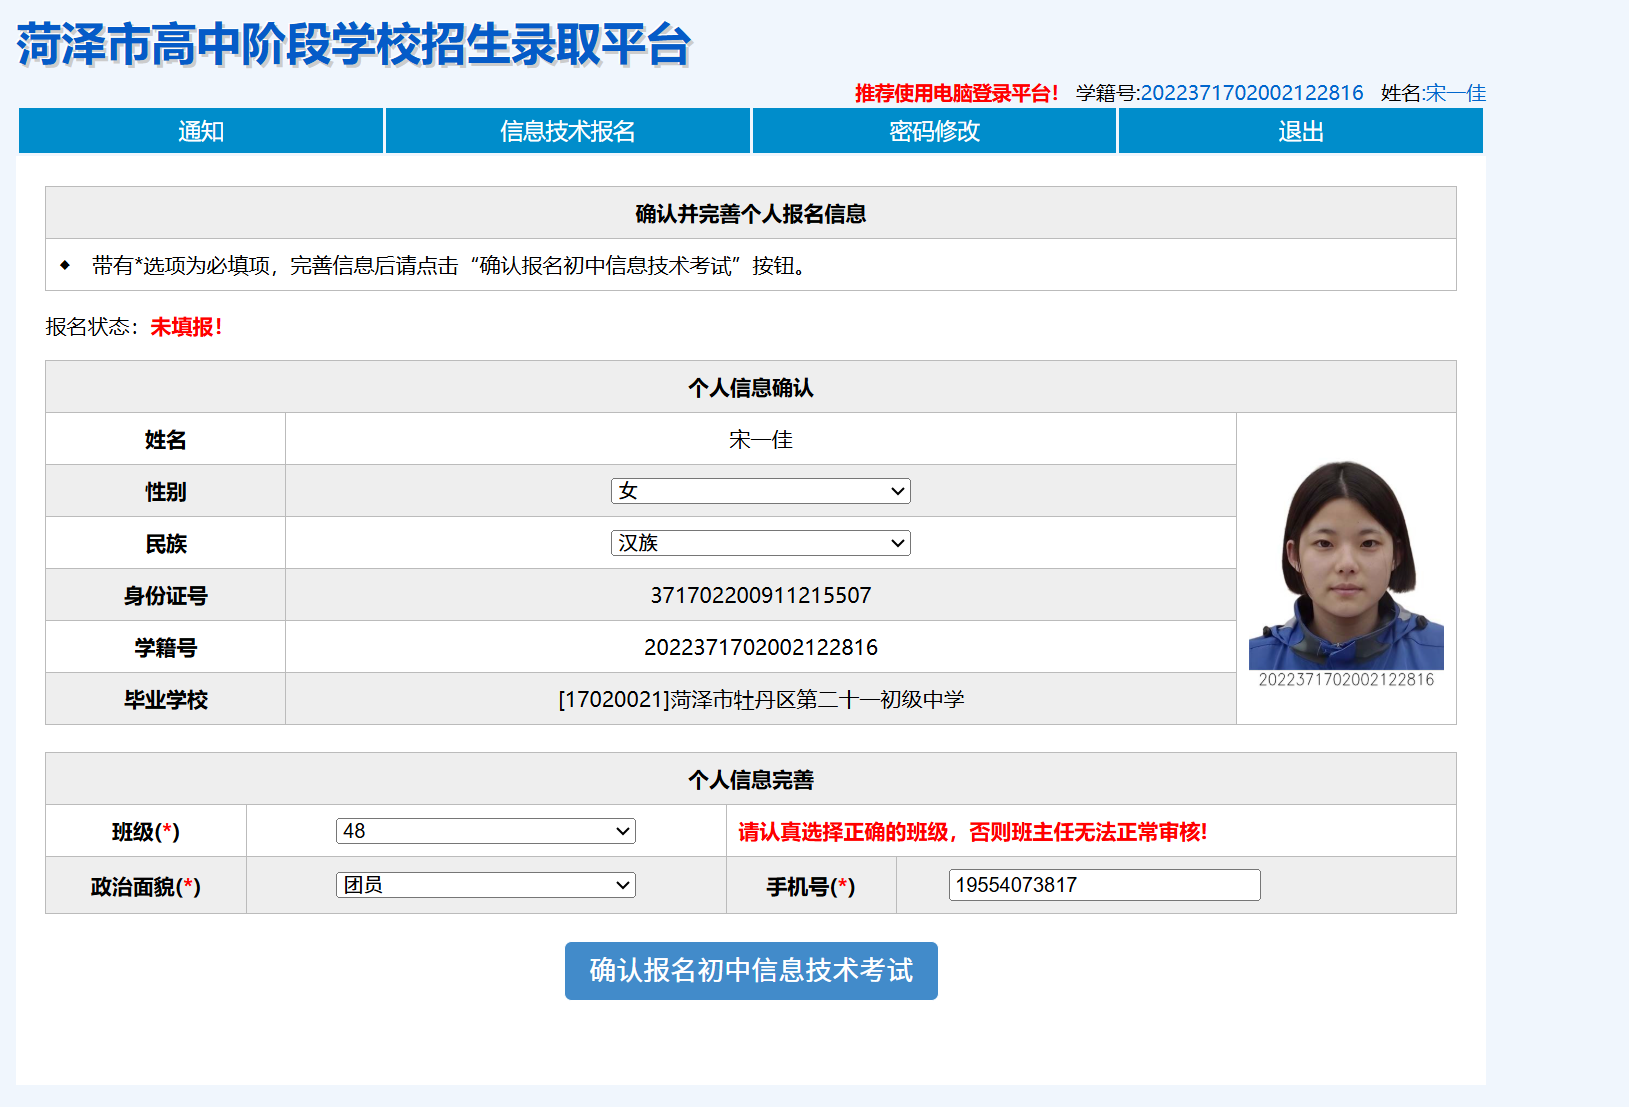 菏泽市高中阶段学校招生录取平台
推荐使用电脑登录平台! 学籍号:2022371702002122816 姓名:宋一佳
通知 信息技术报名 密码修改 退出
确认并完善个人报名信息
◆ 带有*选项为必填项，完善信息后请点击“确认报名初中信息技术考试”按钮。
报名状态：未填报！
个人信息确认
姓名 宋一佳
性别 女
民族 汉族
身份证号 371702200911215507
学籍号 2022371702002122816
2022371702002122816
毕业学校 [17020021]菏泽市牡丹区第二十一初级中学
个人信息完善
班级(*) 48 请认真选择正确的班级，否则班主任无法正常审核!
政治面貌(*) 团员 手机号(*) 19554073817
确认报名初中信息技术考试